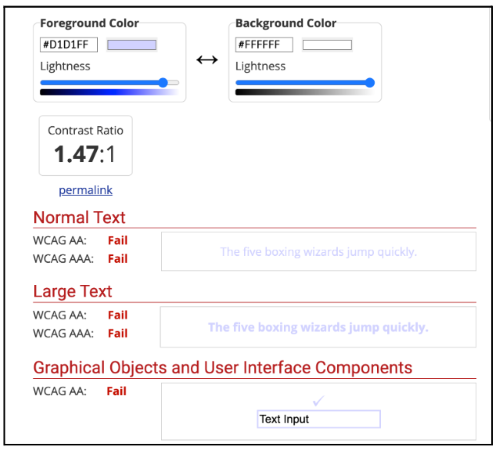 Foreground Color
#D1D1FF
Lightness
↔
Background Color
#FFFFFF
Lightness
Contrast Ratio
1.47:1
permalink
Normal Text
WCAG AA: Fail
WCAG AAA: Fail
The five boxing wizards jump quickly.
Large Text
WCAG AA: Fail
WCAG AAA: Fail
The five boxing wizards jump quickly.
Graphical Objects and User Interface Components
WCAG AA: Fail
✓
Text Input